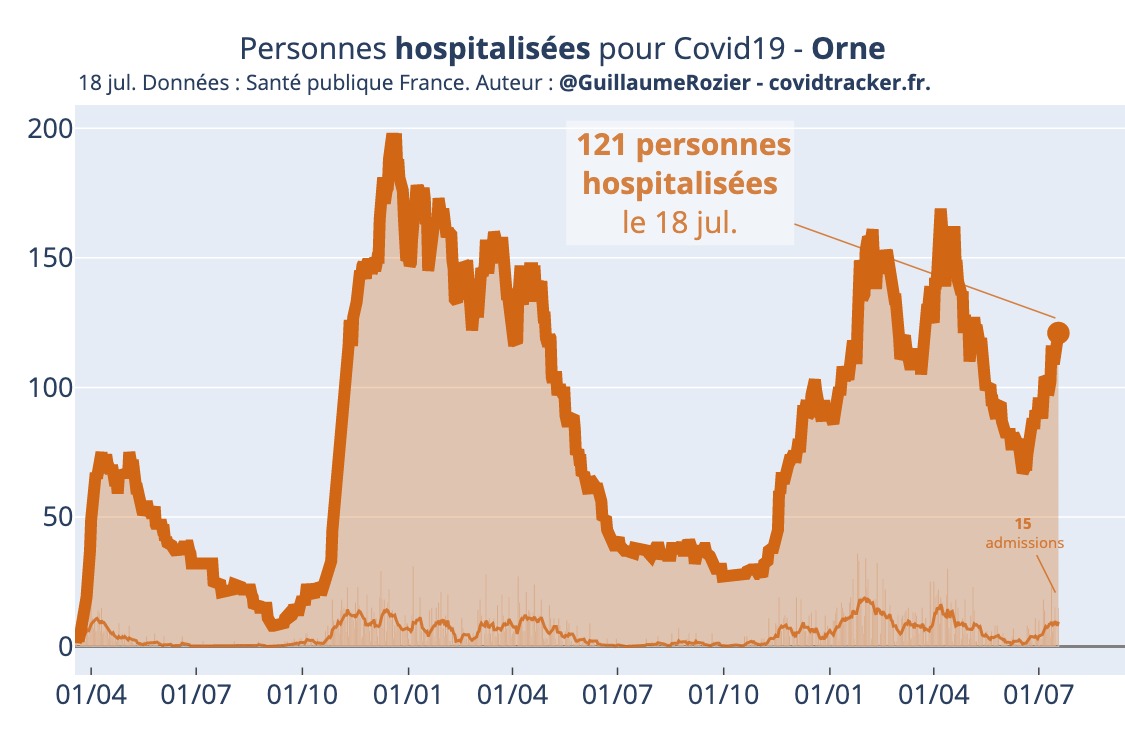 Personnes hospitalisées pour Covid19 - Orne
18 jul. Données : Santé publique France. Auteur : @GuillaumeRozier - covidtracker.fr.
200
121 personnes
hospitalisées
le 18 jul.
150
100
50
15
admissions
0
01/04 01/07 01/10 01/01 01/04 01/07 01/10 01/01 01/04 01/07